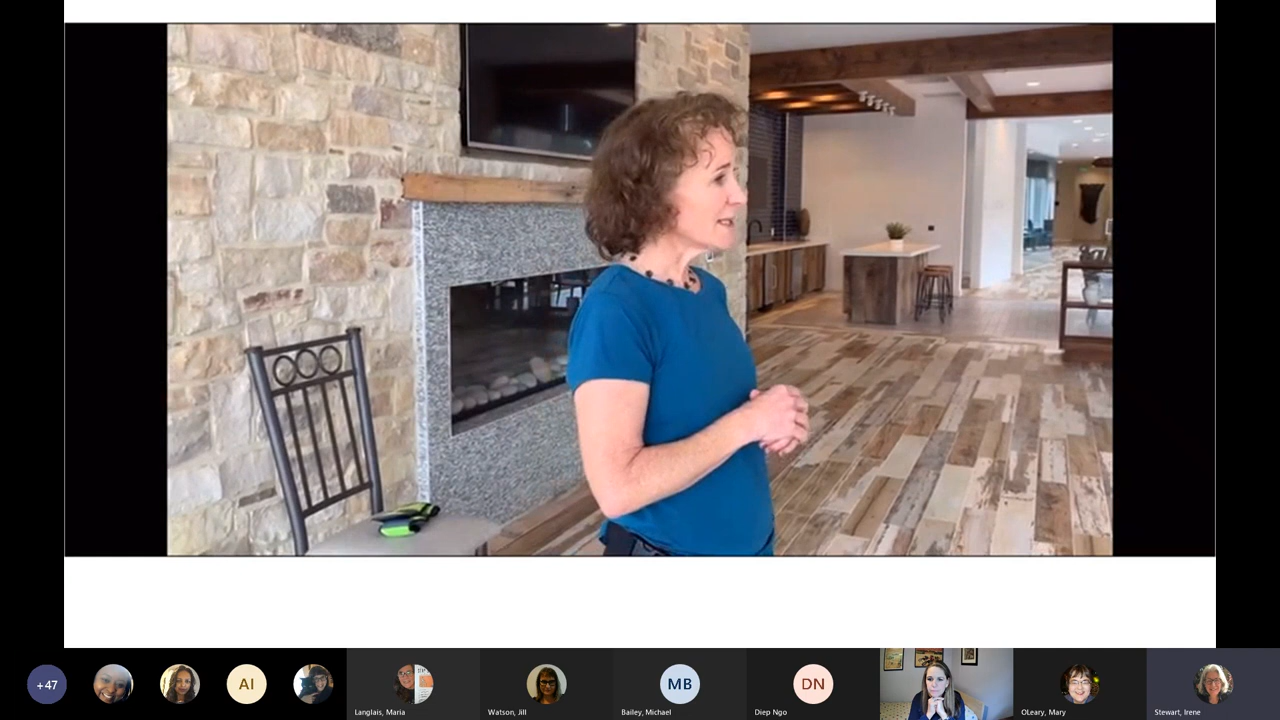 +47
AI
Langlais, Maria
Watson, Jill
MB
Bailey, Michael
DN
Diep Ngo
OLeary, Mary
Stewart, Irene